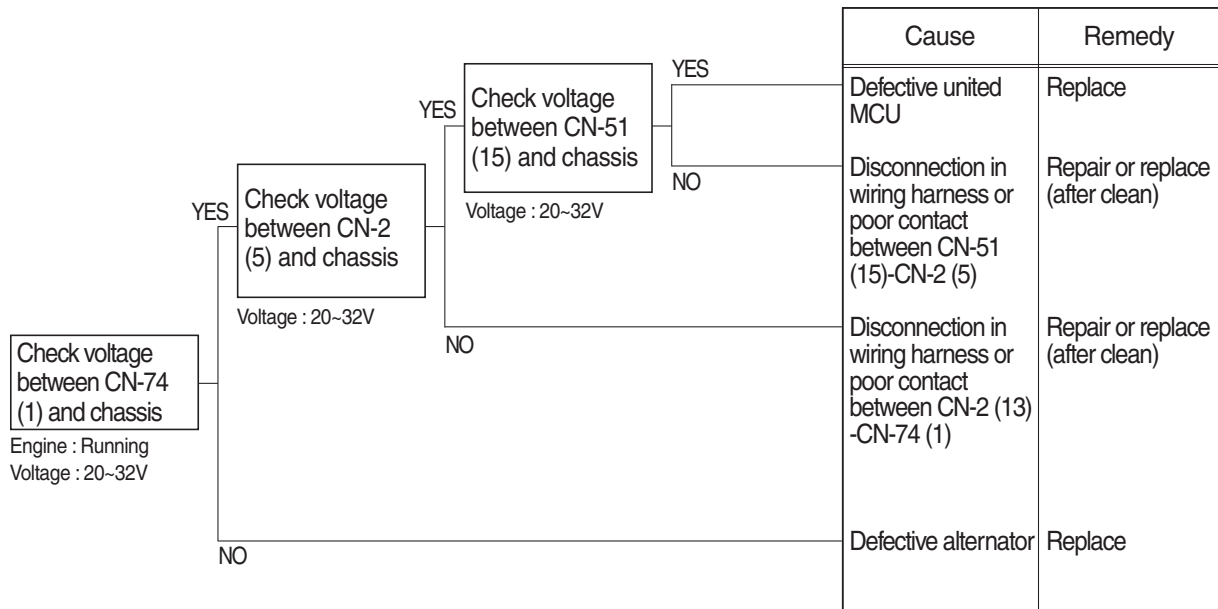 Cause
Remedy
YES
Check voltage
between CN-51
(15) and chassis
Voltage : 20~32V
YES
NO
Defective united
MCU
Replace
Disconnection in
wiring harness or
poor contact
between CN-51
(15)-CN-2 (5)
Repair or replace
(after clean)
YES
Check voltage
between CN-2
(5) and chassis
Voltage : 20~32V
NO
Disconnection in
wiring harness or
poor contact
between CN-2 (13)
-CN-74 (1)
Repair or replace
(after clean)
Check voltage
between CN-74
(1) and chassis
Engine : Running
Voltage : 20~32V
NO
Defective alternator
Replace